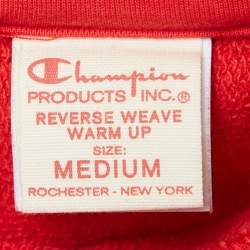 Champion
PRODUCTS INC.®
REVERSE WEAVE
WARM UP
SIZE:
MEDIUM
ROCHESTER - NEW YORK